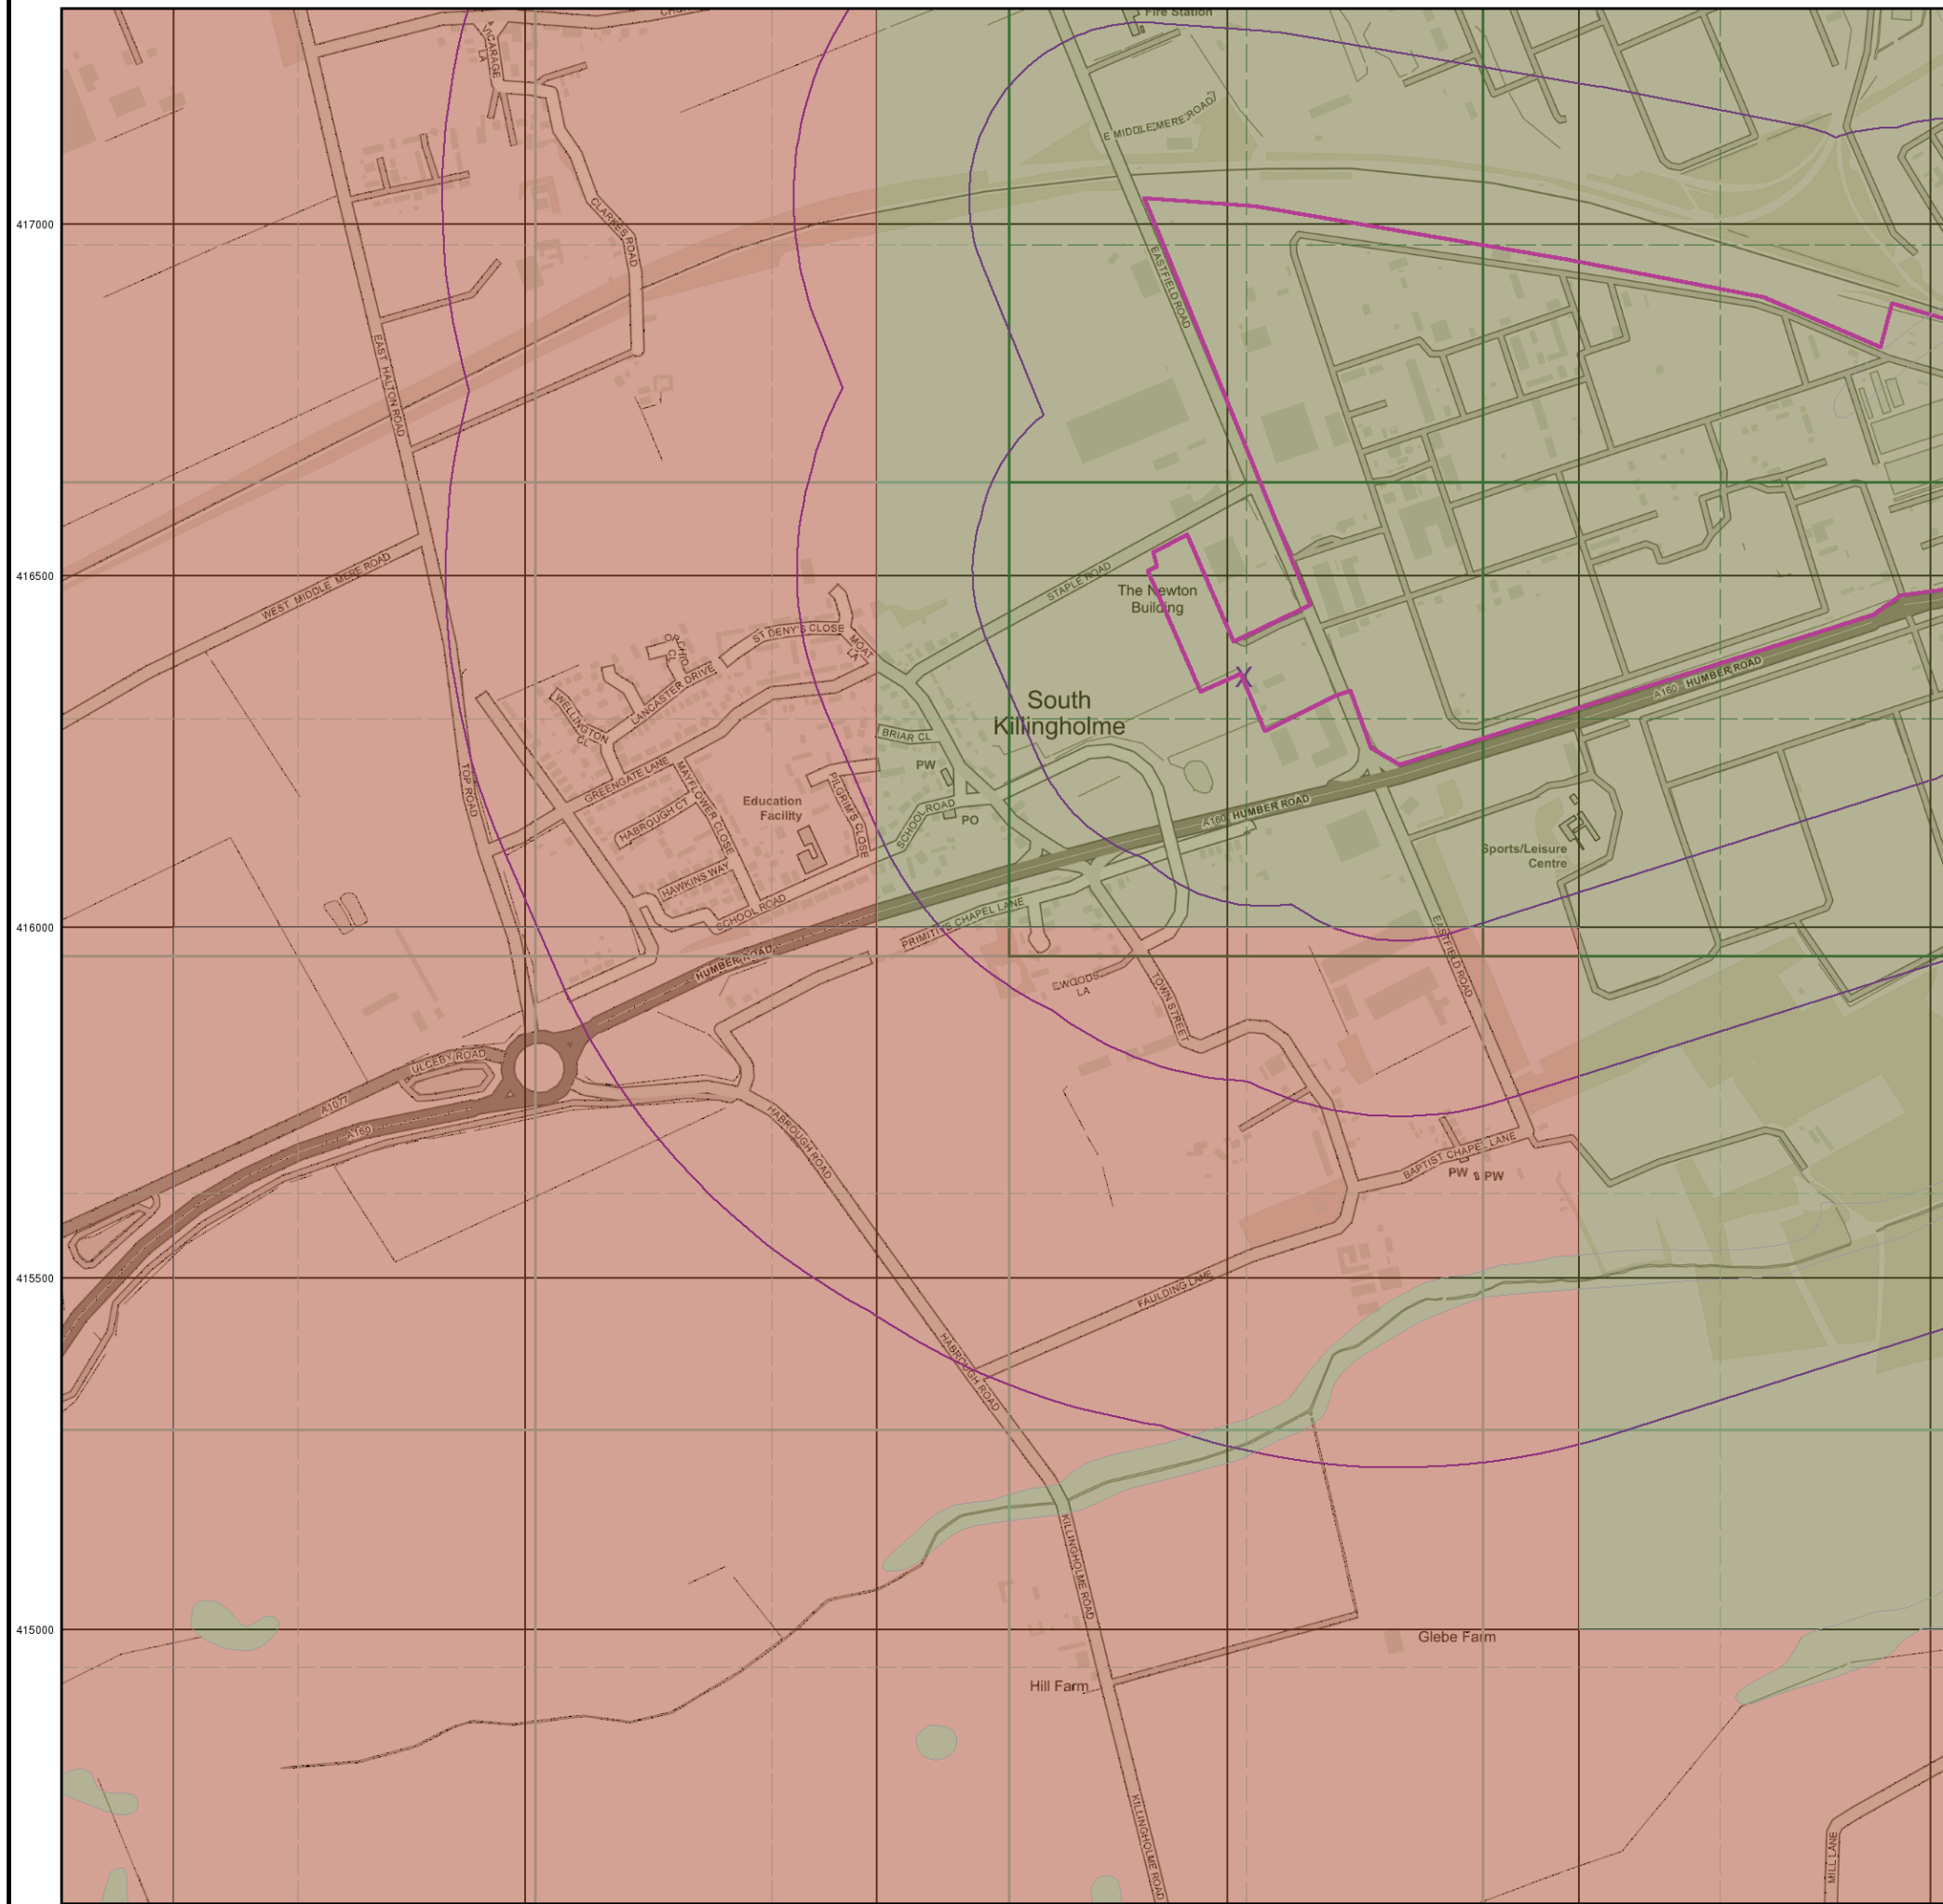 Fire Station
VICARAGE
LA
E MIDDLE MERE ROAD
417000
CLARKES ROAD
EASTFIELD ROAD
EAST HALTON ROAD
416500
WEST MIDDLE MERE ROAD
STAPLE ROAD
The Newton
Building
ST DENY'S CLOSE
MOAT
LA
ORCHID
CL
LANCASTER DRIVE
WELLINGTON
CL
X
A160 HUMBER ROAD
South
Killingholme
BRIAR CL
PW
GREENGATE LANE
MAYFLOWER CLOSE
PILGRIM'S CLOSE
TOP ROAD
HABROUGH CT
Education
Facility
SCHOOL ROAD
PO
A160 HUMBER ROAD
Sports/Leisure
Centre
HAWKINS WAY
SCHOOL ROAD
PRIMITIVE CHAPEL LANE
416000
HUMBER ROAD
EASTFIELD ROAD
EWOODS
LA
TOWN STREET
ULCEBY ROAD
A1077
A160
HABROUGH ROAD
BAPTIST CHAPEL LANE
PW
PW
415500
FAULDING LANE
HABROUGH ROAD
KILLINGHOLME ROAD
415000
Glebe Farm
Hill Farm
KILLINGHOLME ROAD
MILL LANE